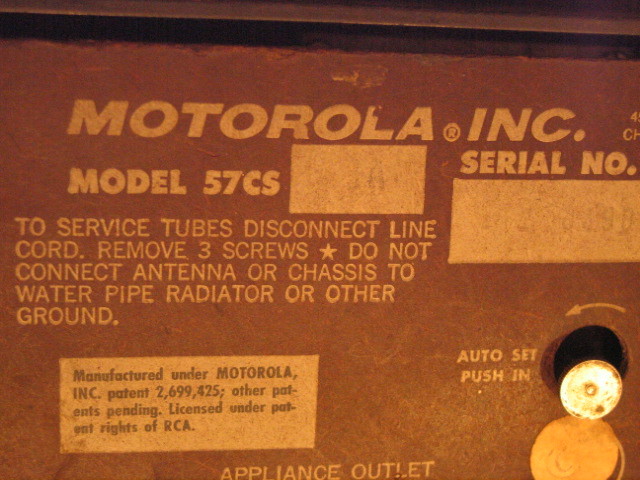 MOTOROLA ® INC.
MODEL 57CS
SERIAL NO.
TO SERVICE TUBES DISCONNECT LINE
CORD. REMOVE 3 SCREWS ★ DO NOT
CONNECT ANTENNA OR CHASSIS TO
WATER PIPE RADIATOR OR OTHER
GROUND.
AUTO SET
PUSH IN
Manufactured under MOTOROLA,
INC. patent 2,699,425; other pat-
ents pending. Licensed under pat-
ent rights of RCA.
APPLIANCE OUTLET